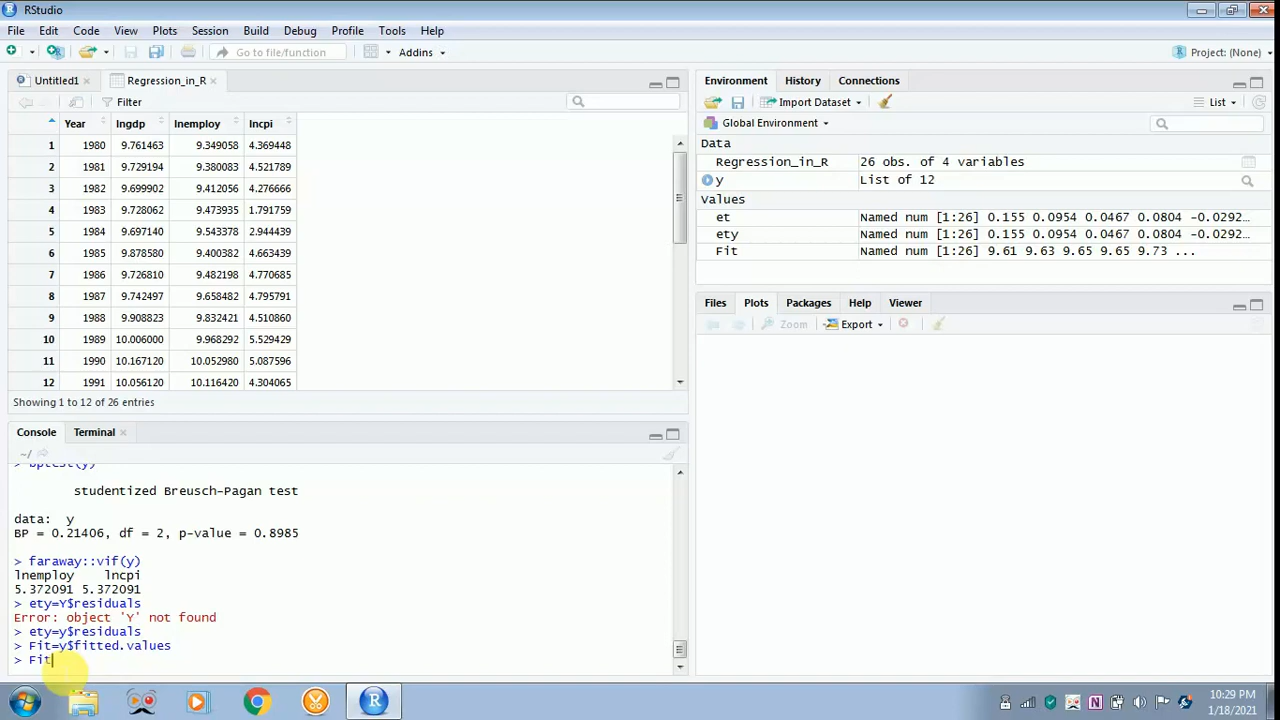 RStudio
File Edit Code View Plots Session Build Debug Profile Tools Help
Go to file/function Addins Project: (None)
Untitled1 Regression_in_R
Filter
Year lngdp lnemploy lncpi
1 1980 9.761463 9.349058 4.369448
2 1981 9.729194 9.380083 4.521789
3 1982 9.699902 9.412056 4.276666
4 1983 9.728062 9.473935 1.791759
5 1984 9.697140 9.543378 2.944439
6 1985 9.878580 9.400382 4.663439
7 1986 9.726810 9.482198 4.770685
8 1987 9.742497 9.658482 4.795791
9 1988 9.908823 9.832421 4.510860
10 1989 10.006000 9.968292 5.529429
11 1990 10.167120 10.052980 5.087596
12 1991 10.056120 10.116420 4.304065
Showing 1 to 12 of 26 entries
Console Terminal
~/
> bptest(y)
studentized Breusch-Pagan test
data: y
BP = 0.21406, df = 2, p-value = 0.8985
> faraway::vif(y)
lnemploy lncpi
5.372091 5.372091
> ety=Y$residuals
Error: object 'Y' not found
> ety=y$residuals
> Fit=y$fitted.values
> Fit
Environment History Connections
Import Dataset List
Global Environment
Data
Regression_in_R 26 obs. of 4 variables
y List of 12
Values
et Named num [1:26] 0.155 0.0954 0.0467 0.0804 -0.0292...
ety Named num [1:26] 0.155 0.0954 0.0467 0.0804 -0.0292...
Fit Named num [1:26] 9.61 9.63 9.65 9.65 9.73 ...
Files Plots Packages Help Viewer
Zoom Export
10:29 PM
1/18/2021